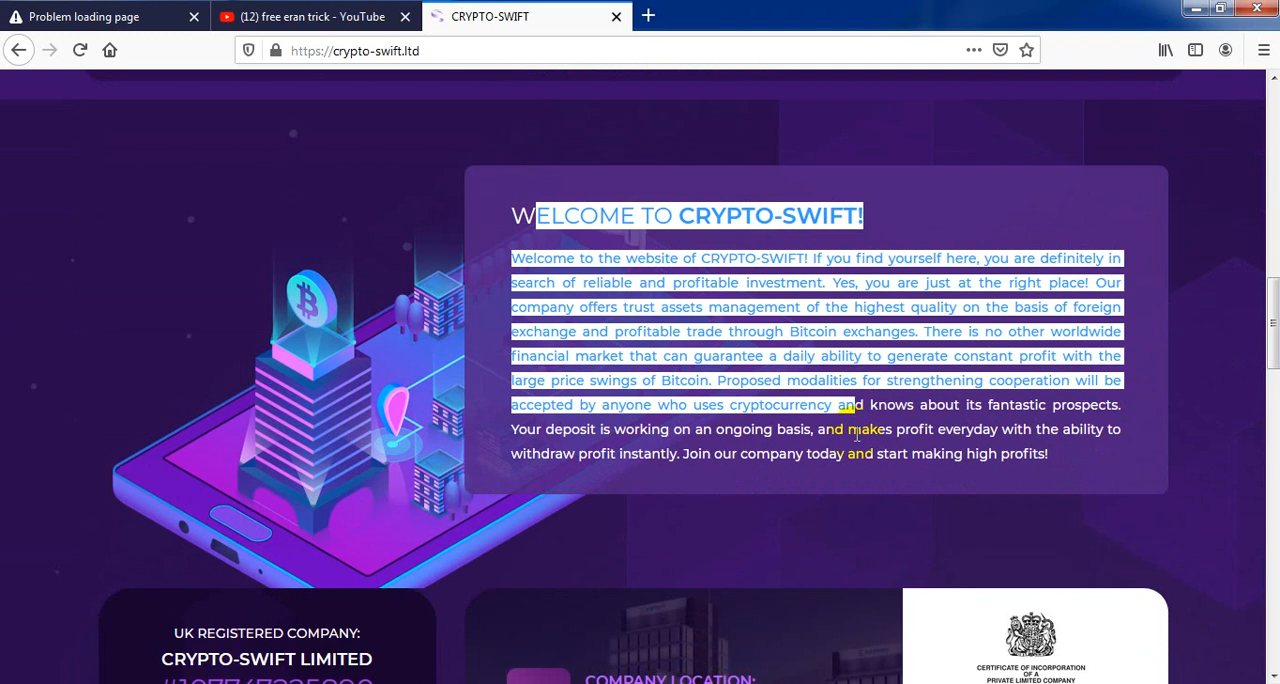 Problem loading page
(12) free eran trick - YouTube
CRYPTO-SWIFT
https://crypto-swift.ltd
WELCOME TO CRYPTO-SWIFT!
Welcome to the website of CRYPTO-SWIFT! If you find yourself here, you are definitely in
search of reliable and profitable investment. Yes, you are just at the right place! Our
company offers trust assets management of the highest quality on the basis of foreign
exchange and profitable trade through Bitcoin exchanges. There is no other worldwide
financial market that can guarantee a daily ability to generate constant profit with the
large price swings of Bitcoin. Proposed modalities for strengthening cooperation will be
accepted by anyone who uses cryptocurrency and knows about its fantastic prospects.
Your deposit is working on an ongoing basis, and makes profit everyday with the ability to
withdraw profit instantly. Join our company today and start making high profits!
UK REGISTERED COMPANY:
CRYPTO-SWIFT LIMITED
COMPANY LOCATION:
CERTIFICATE OF INCORPORATION
OF A
PRIVATE LIMITED COMPANY